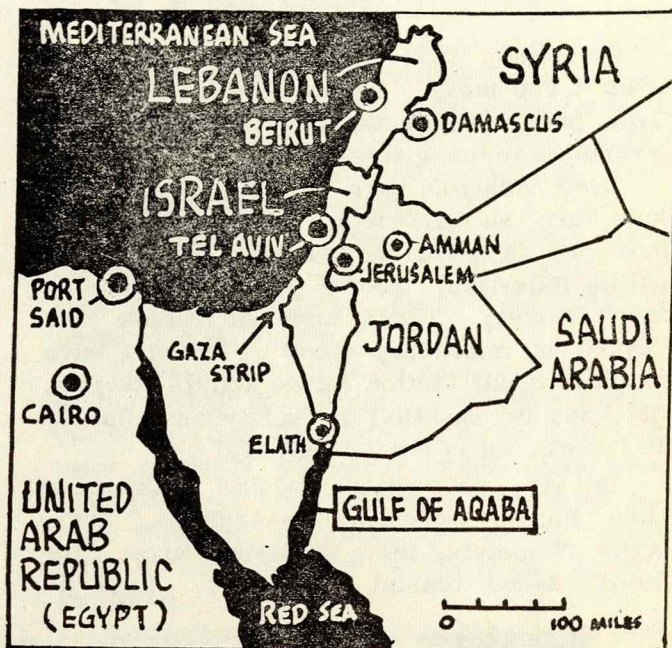 MEDITERRANEAN SEA
LEBANON
BEIRUT
SYRIA
DAMASCUS
ISRAEL
TEL AVIV
AMMAN
JERUSALEM
PORT
SAID
GAZA
STRIP
JORDAN
SAUDI
ARABIA
CAIRO
ELATH
UNITED
ARAB
REPUBLIC
(EGYPT)
GULF OF AQABA
RED SEA
0 100 MILES